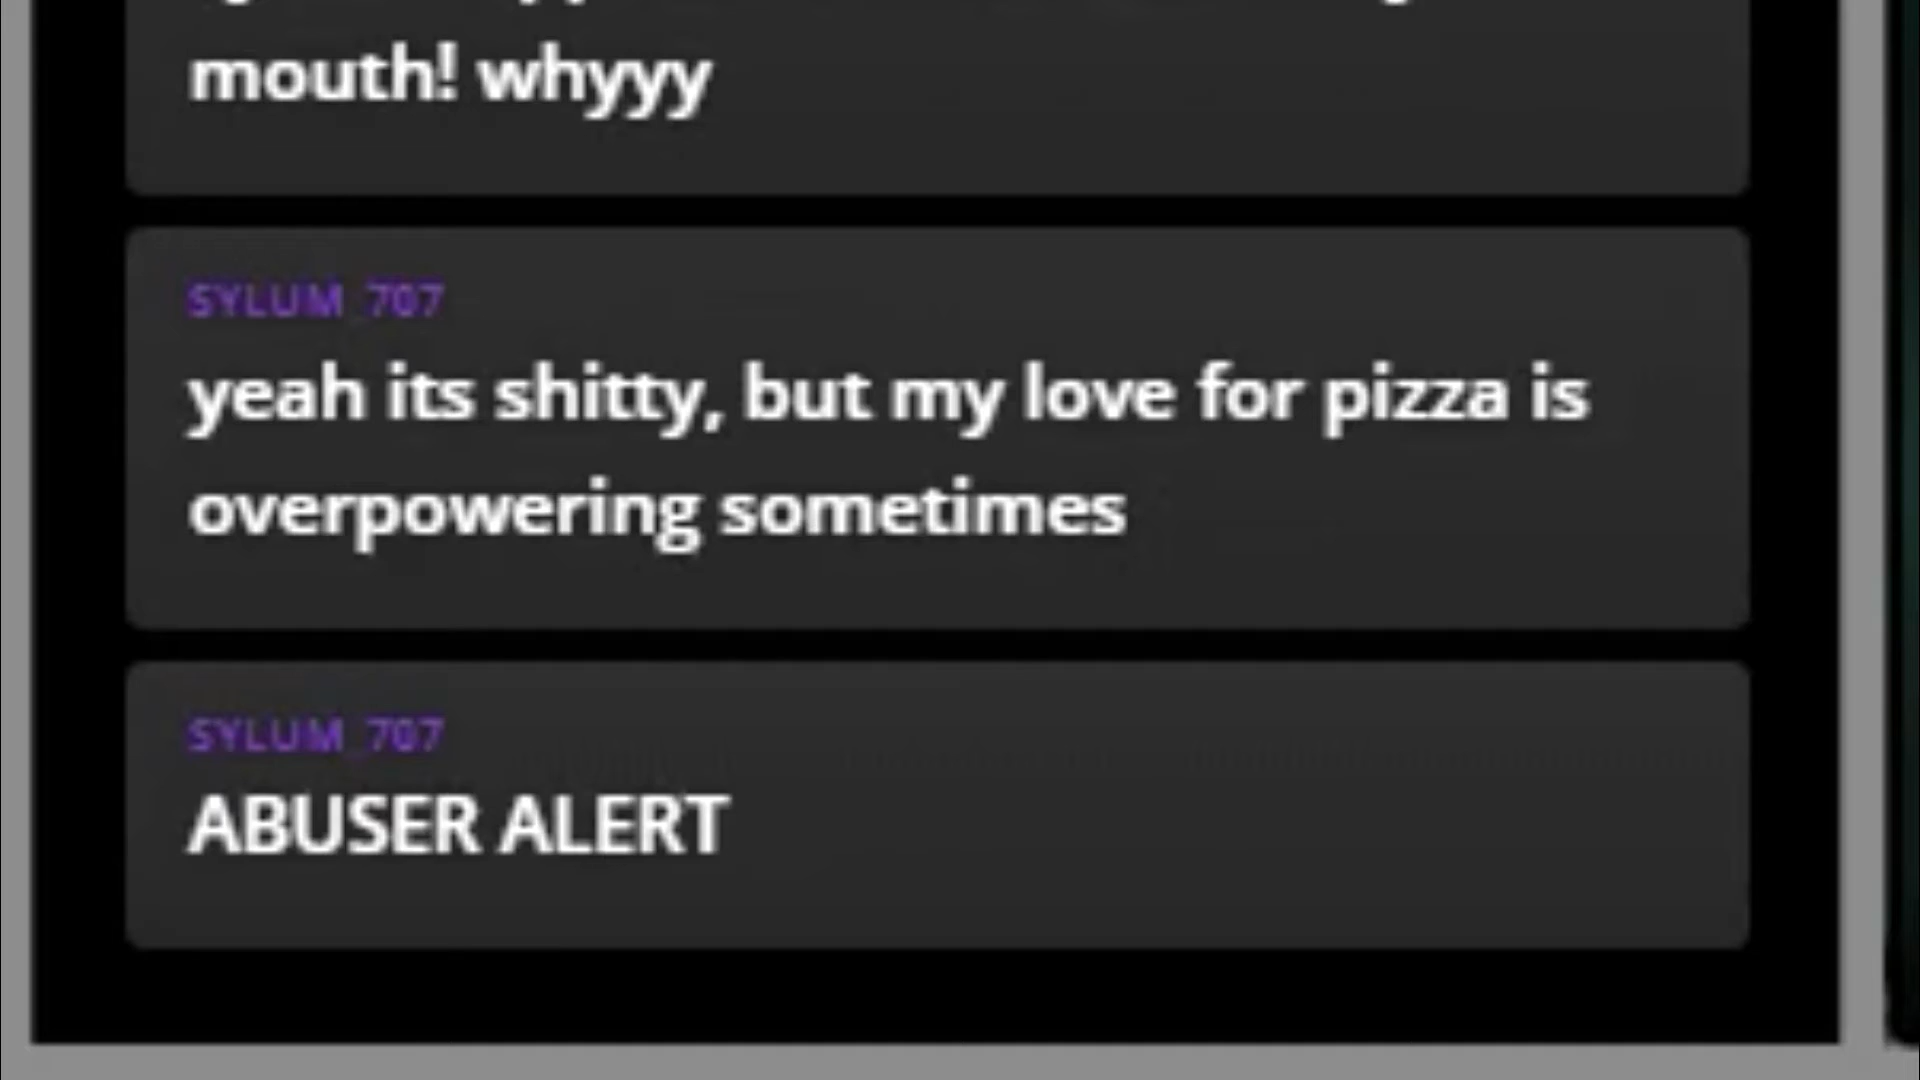 mouth! whyyy
SYLUM_707
yeah its shitty, but my love for pizza is
overpowering sometimes
SYLUM_707
ABUSER ALERT